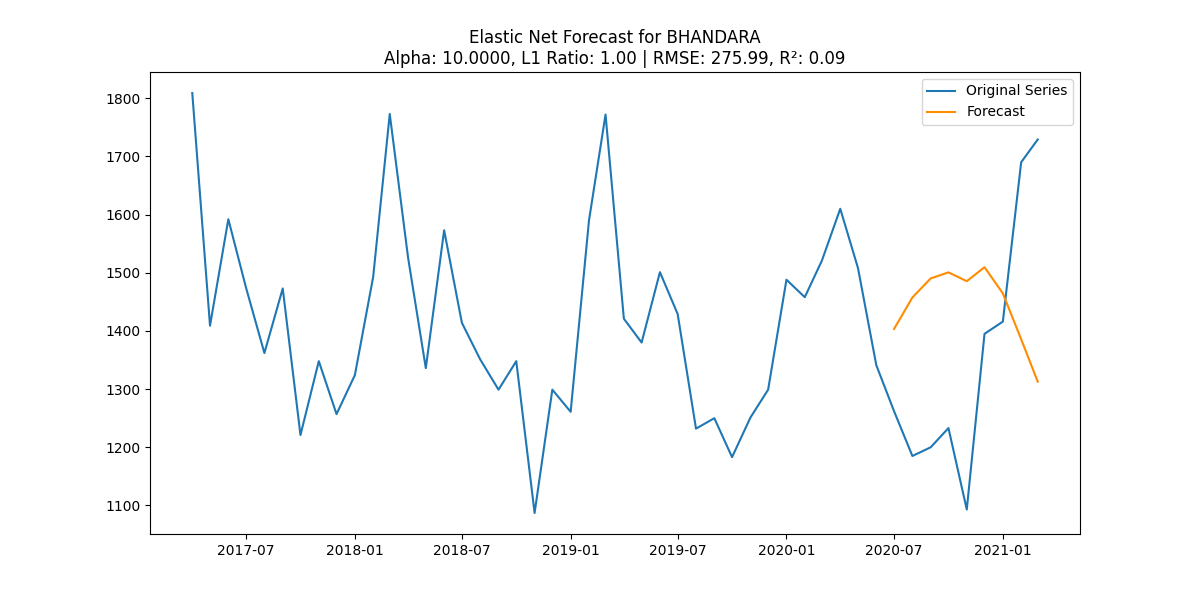 Elastic Net Forecast for BHANDARA
Alpha: 10.0000, L1 Ratio: 1.00 | RMSE: 275.99, R²: 0.09
Original Series
Forecast
1800
1700
1600
1500
1400
1300
1200
1100
2017-07 2018-01 2018-07 2019-01 2019-07 2020-01 2020-07 2021-01